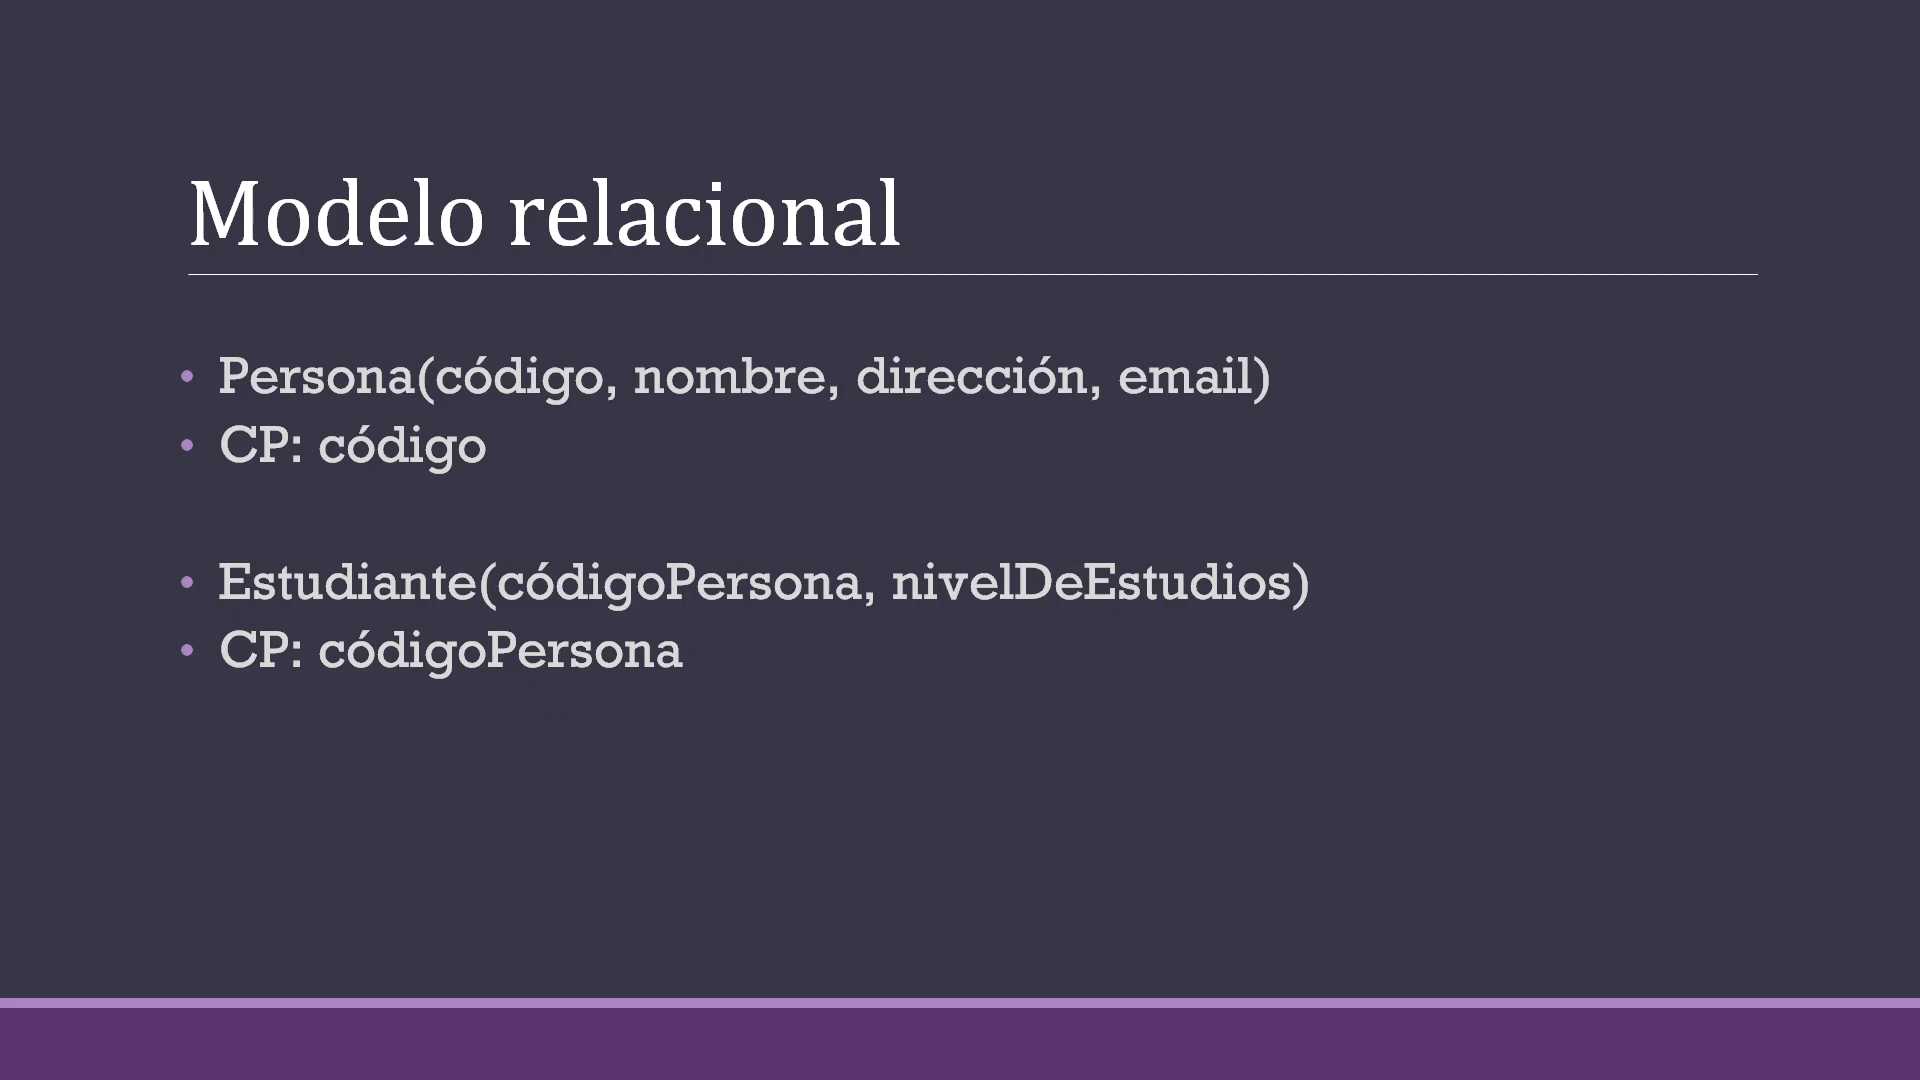 Modelo relacional
• Persona(código, nombre, dirección, email)
• CP: código
• Estudiante(códigoPersona, nivelDeEstudios)
• CP: códigoPersona